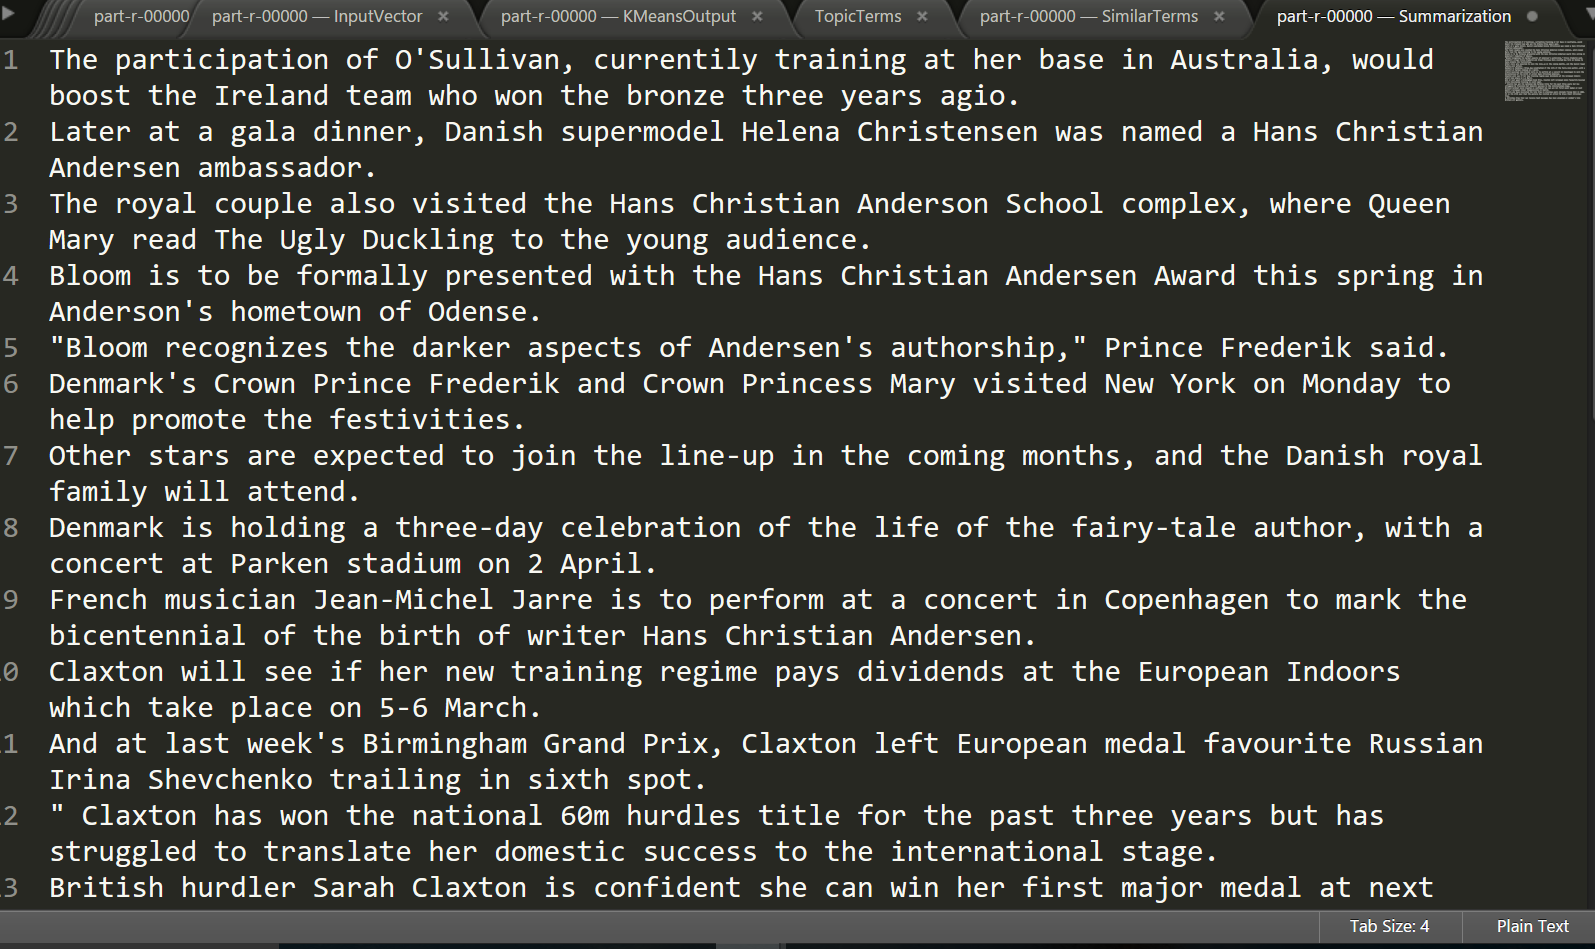 part-r-00000 part-r-00000 — InputVector × part-r-00000 — KMeansOutput × TopicTerms × part-r-00000 — SimilarTerms × part-r-00000 — Summarization
1 The participation of O'Sullivan, currentily training at her base in Australia, would
boost the Ireland team who won the bronze three years agio.
2 Later at a gala dinner, Danish supermodel Helena Christensen was named a Hans Christian
Andersen ambassador.
3 The royal couple also visited the Hans Christian Anderson School complex, where Queen
Mary read The Ugly Duckling to the young audience.
4 Bloom is to be formally presented with the Hans Christian Andersen Award this spring in
Anderson's hometown of Odense.
5 "Bloom recognizes the darker aspects of Andersen's authorship," Prince Frederik said.
6 Denmark's Crown Prince Frederik and Crown Princess Mary visited New York on Monday to
help promote the festivities.
7 Other stars are expected to join the line-up in the coming months, and the Danish royal
family will attend.
8 Denmark is holding a three-day celebration of the life of the fairy-tale author, with a
concert at Parken stadium on 2 April.
9 French musician Jean-Michel Jarre is to perform at a concert in Copenhagen to mark the
bicentennial of the birth of writer Hans Christian Andersen.
0 Claxton will see if her new training regime pays dividends at the European Indoors
which take place on 5-6 March.
1 And at last week's Birmingham Grand Prix, Claxton left European medal favourite Russian
Irina Shevchenko trailing in sixth spot.
2 " Claxton has won the national 60m hurdles title for the past three years but has
struggled to translate her domestic success to the international stage.
3 British hurdler Sarah Claxton is confident she can win her first major medal at next
Tab Size: 4 Plain Text